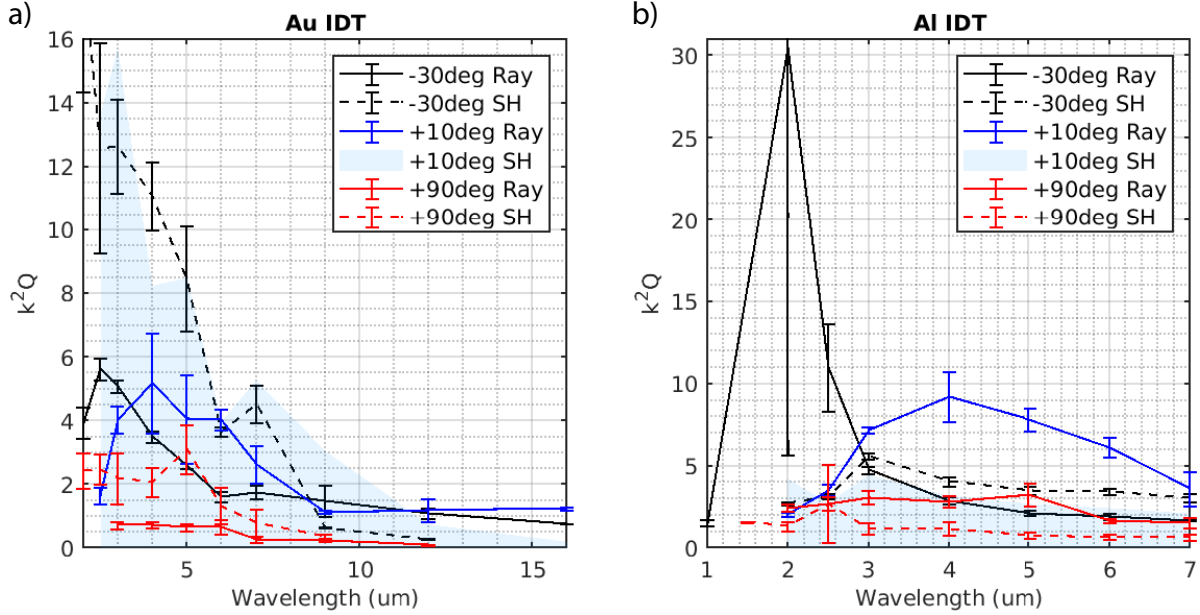 a)
Au IDT
16
14
12
10
8
6
4
2
0
k²Q
5
10
15
Wavelength (um)
-30deg Ray
-30deg SH
+10deg Ray
+10deg SH
+90deg Ray
+90deg SH
b)
Al IDT
30
25
20
15
10
5
0
k²Q
1
2
3
4
5
6
7
Wavelength (um)
-30deg Ray
-30deg SH
+10deg Ray
+10deg SH
+90deg Ray
+90deg SH